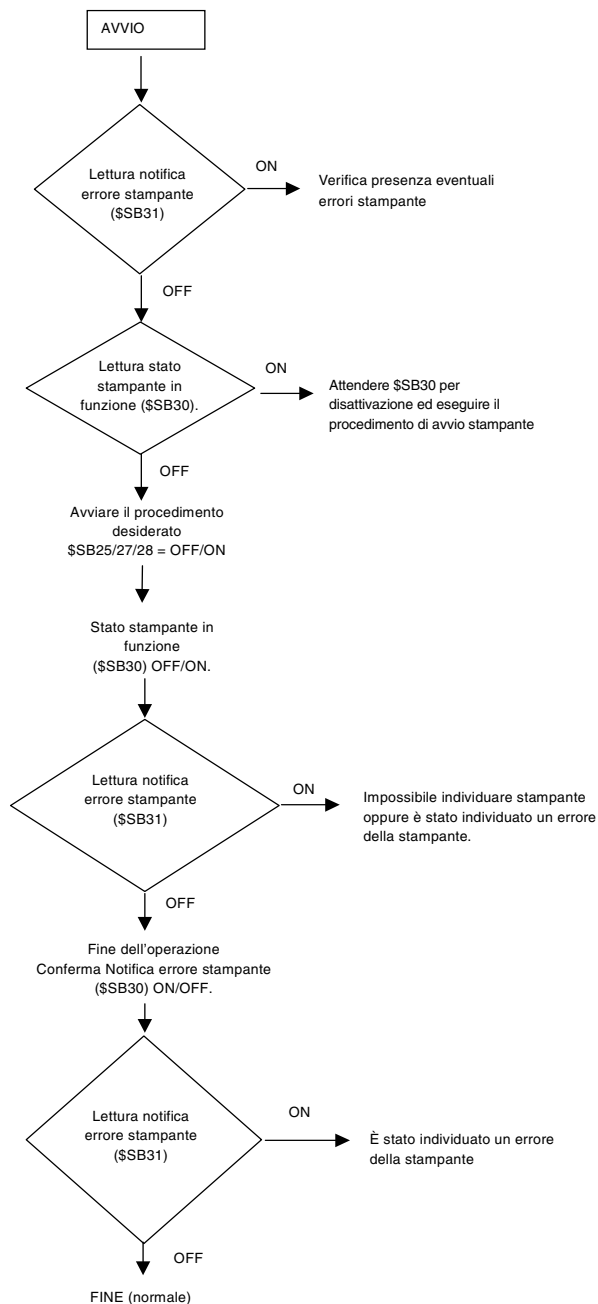 AVVIO
Lettura notifica
errore stampante
($SB31)
ON
Verifica presenza eventuali
errori stampante
OFF
Lettura stato
stampante in
funzione ($SB30).
ON
Attendere $SB30 per
disattivazione ed eseguire il
procedimento di avvio stampante
OFF
Avviare il procedimento
desiderato
$SB25/27/28 = OFF/ON
Stato stampante in
funzione
($SB30) OFF/ON.
Lettura notifica
errore stampante
($SB31)
ON
Impossibile individuare stampante
oppure è stato individuato un errore
della stampante.
OFF
Fine dell'operazione
Conferma Notifica errore stampante
($SB30) ON/OFF.
Lettura notifica
errore stampante
($SB31)
ON
È stato individuato un errore
della stampante
OFF
FINE (normale)